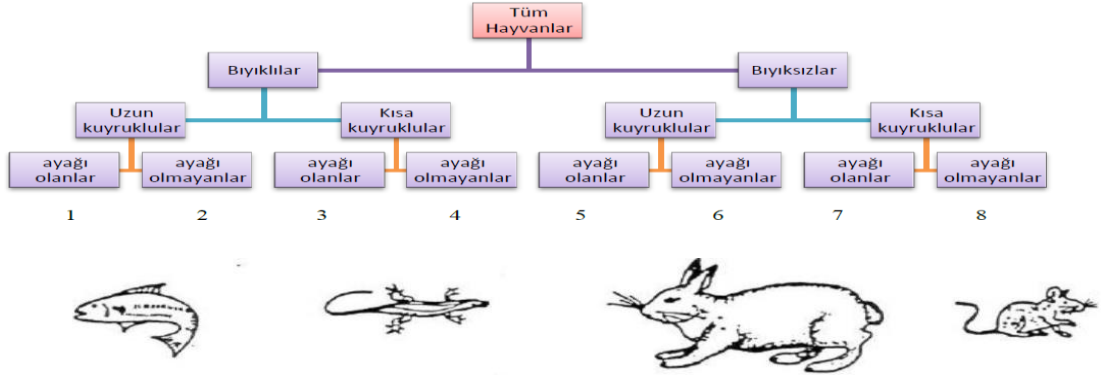 Tüm
Hayvanlar
Bıyıklılar
Bıyıksızlar
Uzun
kuyruklular
Kısa
kuyruklular
Uzun
kuyruklular
Kısa
kuyruklular
ayağı
olanlar
ayağı
olmayanlar
ayağı
olanlar
ayağı
olmayanlar
ayağı
olanlar
ayağı
olmayanlar
ayağı
olanlar
ayağı
olmayanlar
1 2 3 4 5 6 7 8